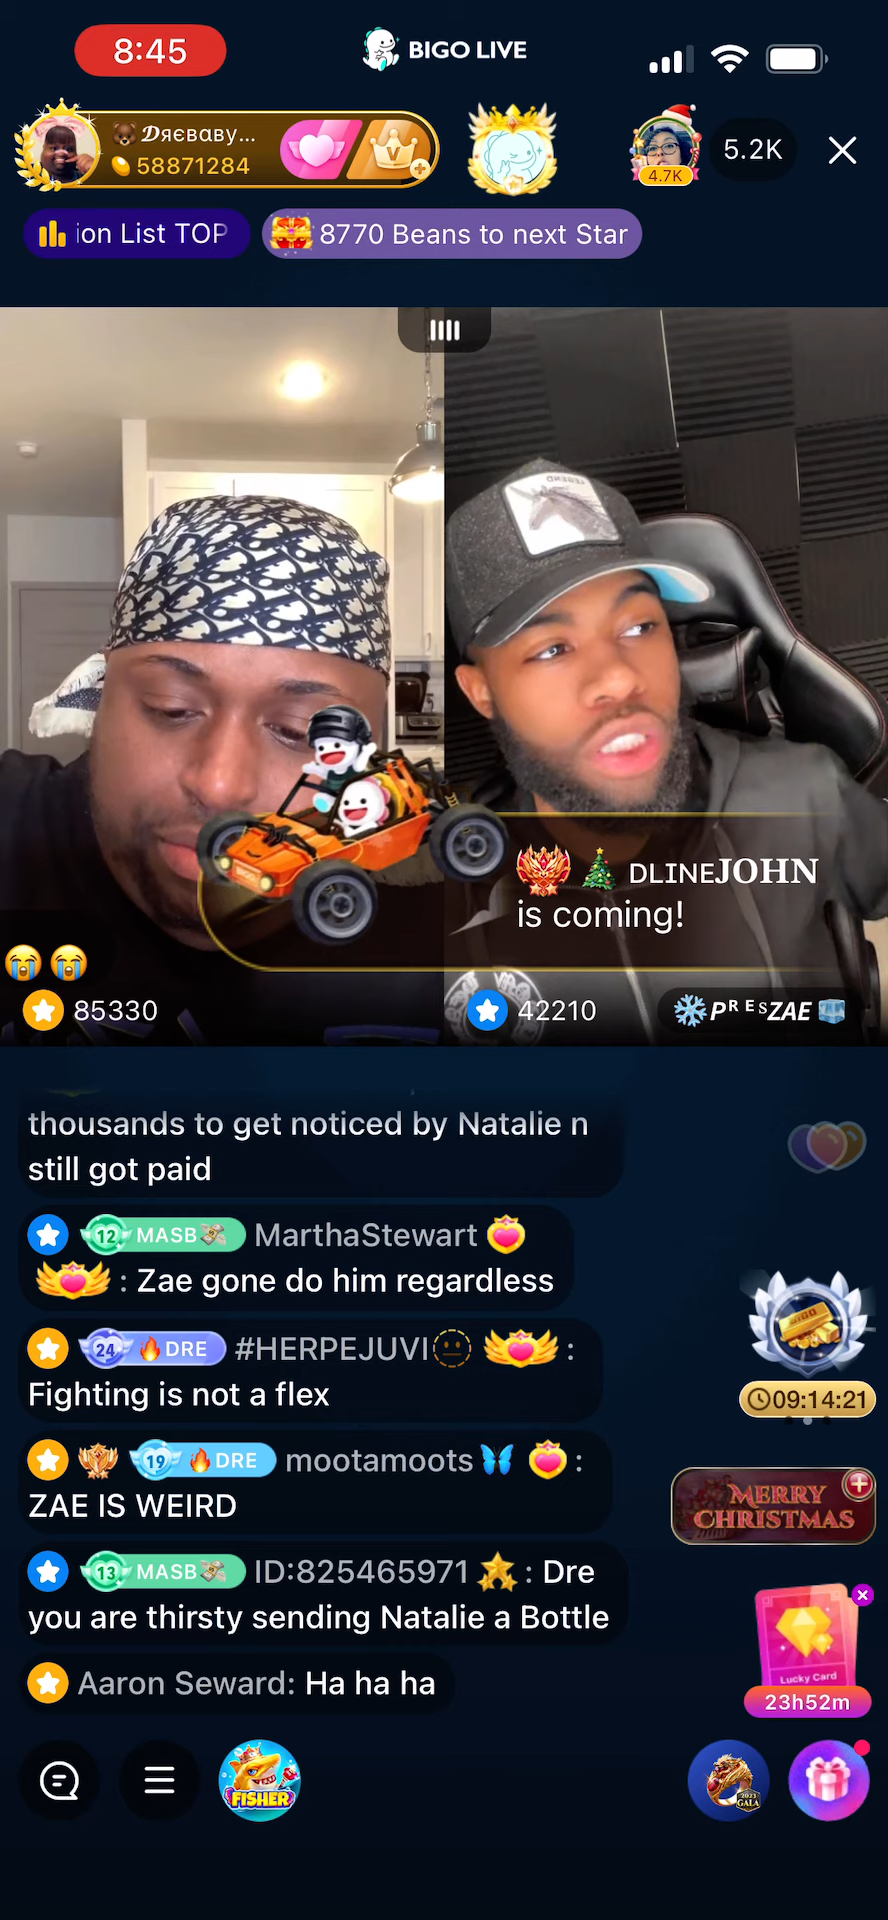 8:45
BIGO LIVE
🐻 𝓓яєвαву...
58871284
V
4.7K
5.2K
ion List TOP
8770 Beans to next Star
LEGEND
DLINEJOHN
is coming!
85330
42210
❄️PᴿᴱˢZAE🧊
thousands to get noticed by Natalie n
still got paid
12 MASB💸 MarthaStewart
: Zae gone do him regardless
24 🔥DRE #HERPEJUVI🫥 :
Fighting is not a flex
09:14:21
19 🔥DRE mootamoots🦋 :
ZAE IS WEIRD
MERRY
CHRISTMAS
13 MASB💸 ID:825465971 : Dre
you are thirsty sending Natalie a Bottle
Lucky Card
23h52m
Aaron Seward: Ha ha ha
FISHER
2023
GALA